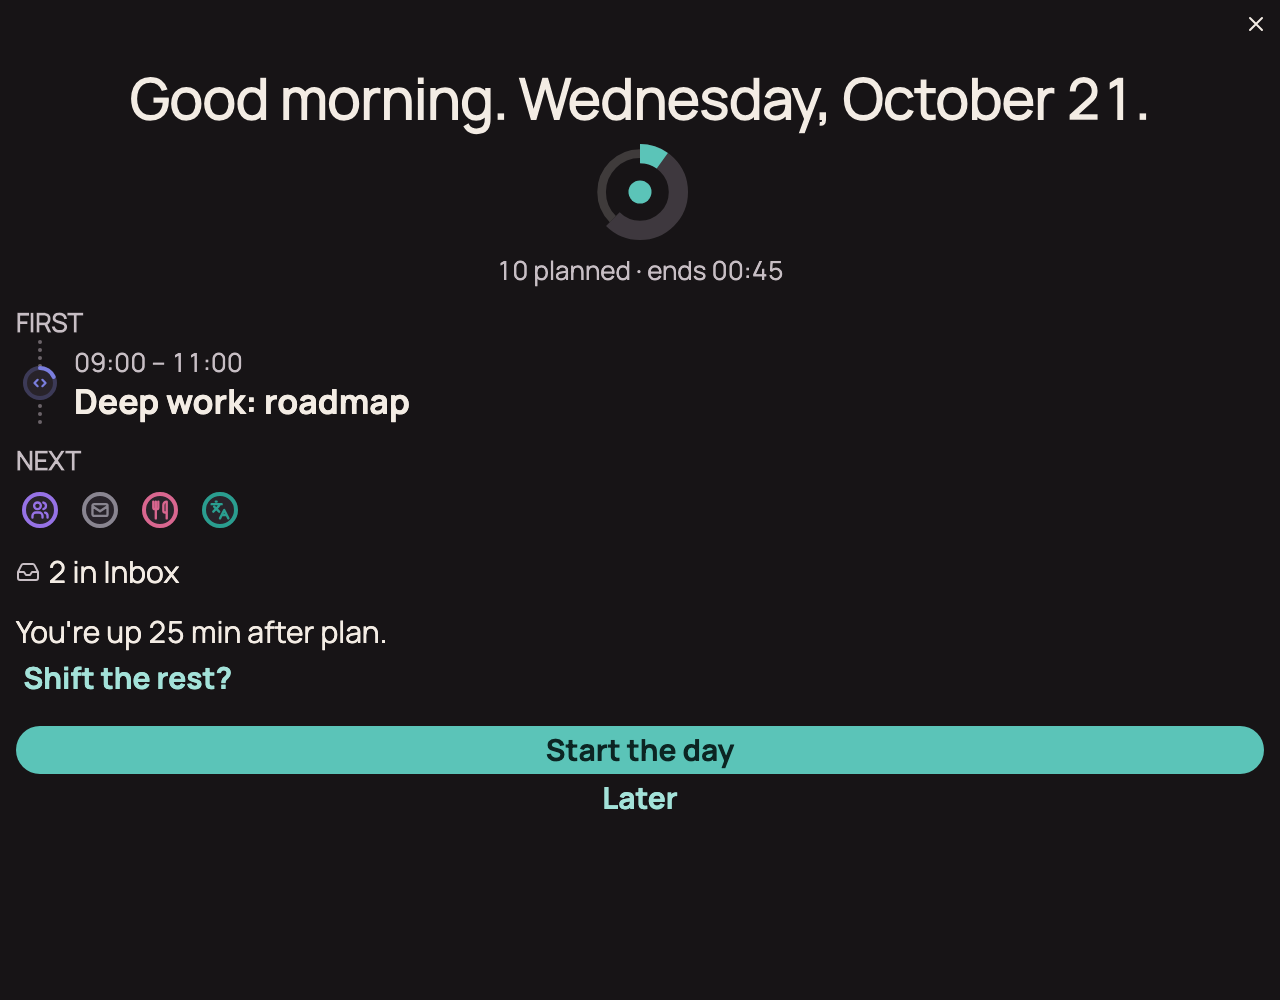 Good morning. Wednesday, October 21.
10 planned · ends 00:45
FIRST
09:00 – 11:00
Deep work: roadmap
NEXT
2 in Inbox
You're up 25 min after plan.
Shift the rest?
Start the day
Later